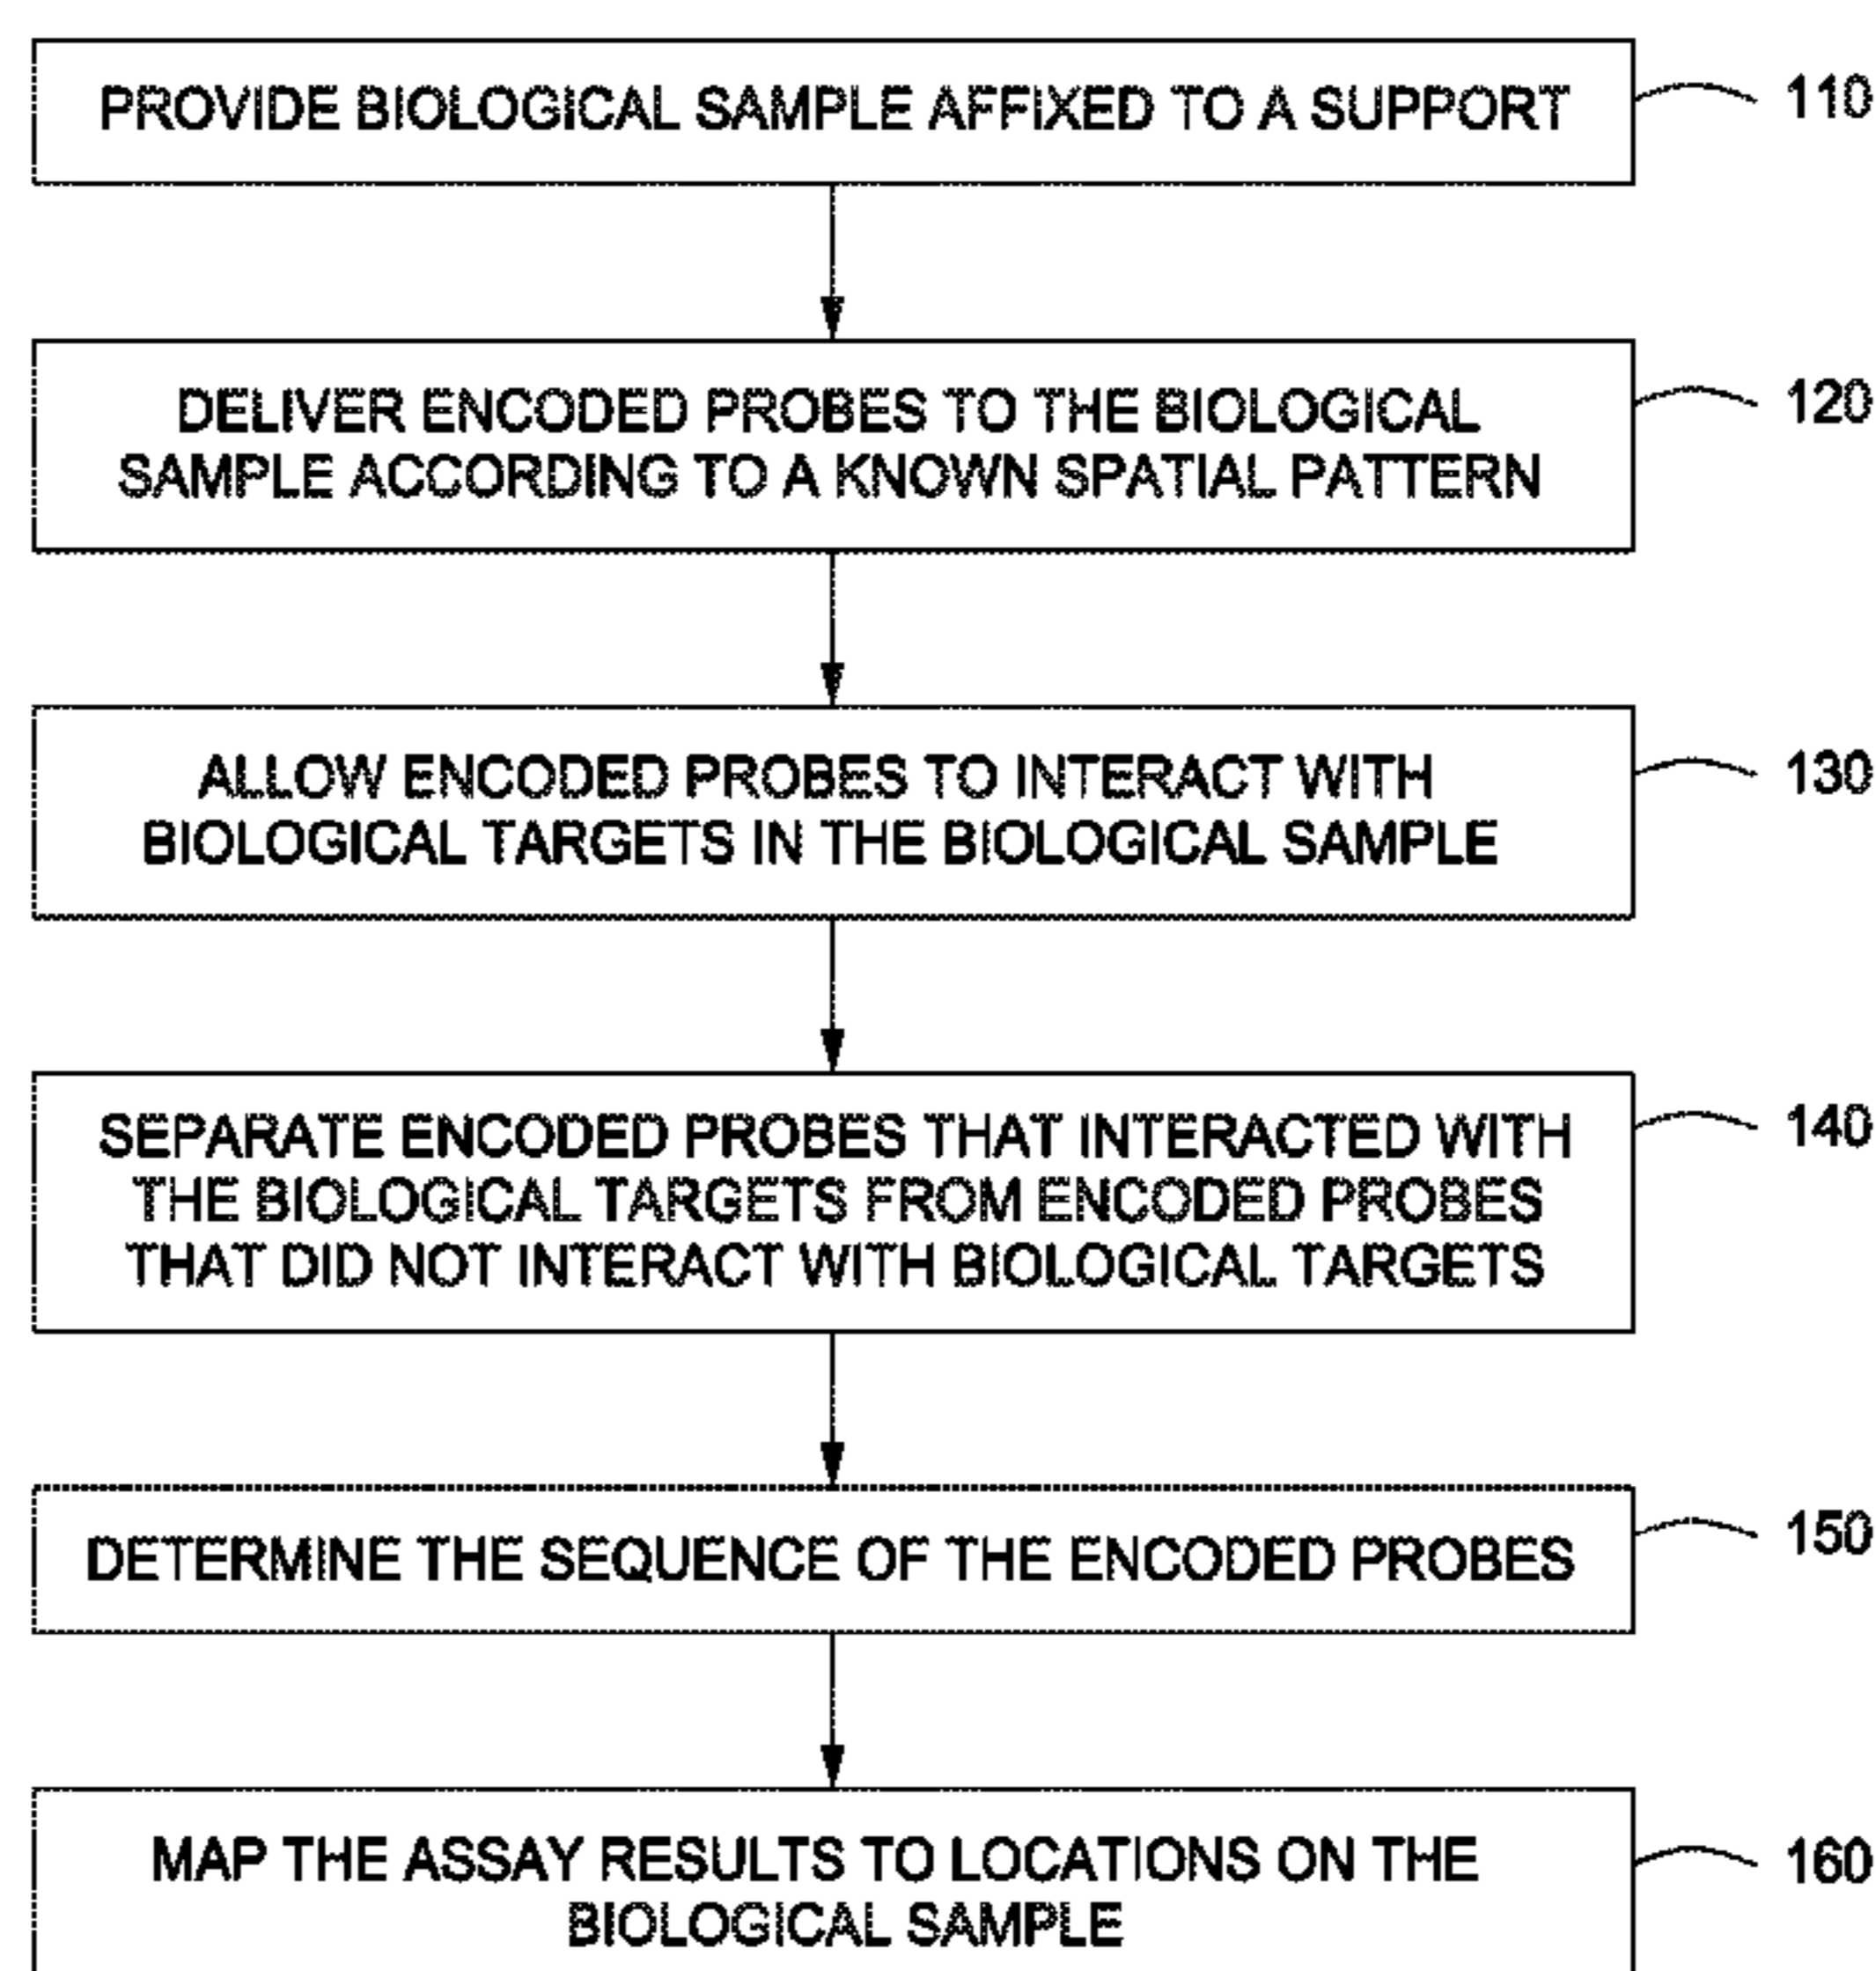 PROVIDE BIOLOGICAL SAMPLE AFFIXED TO A SUPPORT
110
DELIVER ENCODED PROBES TO THE BIOLOGICAL
SAMPLE ACCORDING TO A KNOWN SPATIAL PATTERN
120
ALLOW ENCODED PROBES TO INTERACT WITH
BIOLOGICAL TARGETS IN THE BIOLOGICAL SAMPLE
130
SEPARATE ENCODED PROBES THAT INTERACTED WITH
THE BIOLOGICAL TARGETS FROM ENCODED PROBES
THAT DID NOT INTERACT WITH BIOLOGICAL TARGETS
140
DETERMINE THE SEQUENCE OF THE ENCODED PROBES
150
MAP THE ASSAY RESULTS TO LOCATIONS ON THE
BIOLOGICAL SAMPLE
160